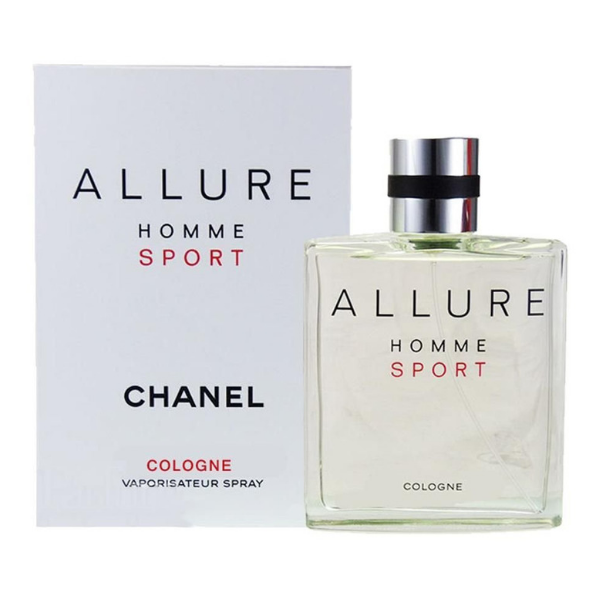 ALLURE
HOMME
SPORT
CHANEL
COLOGNE
VAPORISATEUR SPRAY
ALLURE
HOMME
SPORT
COLOGNE